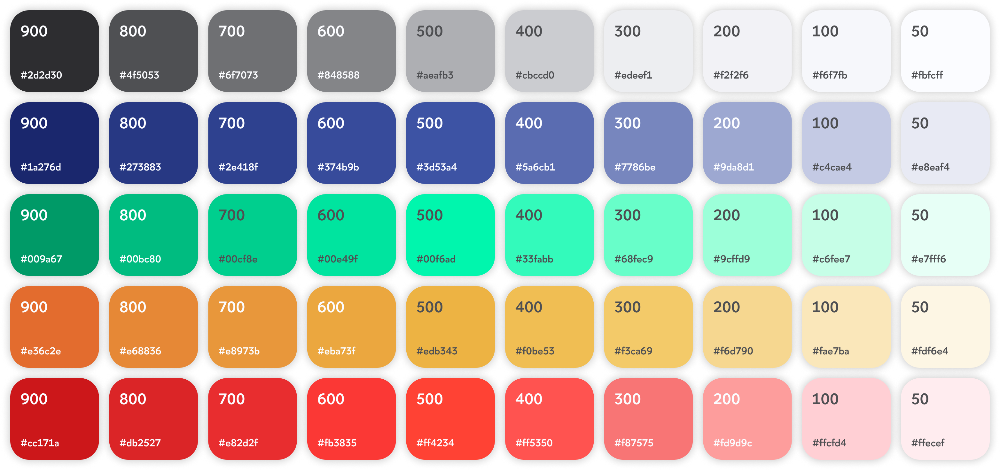 900 800 700 600 500 400 300 200 100 50
#2d2d30 #4f5053 #6f7073 #848588 #aeafb3 #cbccd0 #edeef1 #f2f2f6 #f6f7fb #fbfcff
900 800 700 600 500 400 300 200 100 50
#1a276d #273883 #2e418f #374b9b #3d53a4 #5a6cb1 #7786be #9da8d1 #c4cae4 #e8eaf4
900 800 700 600 500 400 300 200 100 50
#009a67 #00bc80 #00cf8e #00e49f #00f6ad #33fabb #68fec9 #9cffd9 #c6fee7 #e7fff6
900 800 700 600 500 400 300 200 100 50
#e36c2e #e68836 #e8973b #eba73f #edb343 #f0be53 #f3ca69 #f6d790 #fae7ba #fdf6e4
900 800 700 600 500 400 300 200 100 50
#cc171a #db2527 #e82d2f #fb3835 #ff4234 #ff5350 #f87575 #fd9d9c #ffcfd4 #ffecef